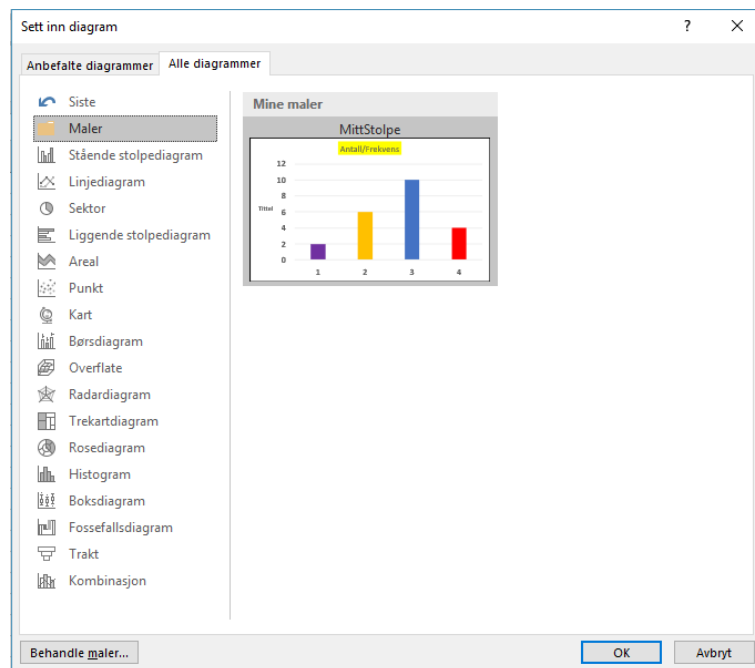 Sett inn diagram
?
Anbefalte diagrammer
Alle diagrammer
Siste
Maler
Stående stolpediagram
Linjediagram
Sektor
Liggende stolpediagram
Areal
Punkt
Kart
Børsdiagram
Overflate
Radardiagram
Trekartdiagram
Rosediagram
Histogram
Boksdiagram
Fossefallsdiagram
Trakt
Kombinasjon
Mine maler
MittStolpe
Antall/Frekvens
12
10
8
6
4
2
0
Tittel
1 2 3 4
Behandle maler...
OK
Avbryt